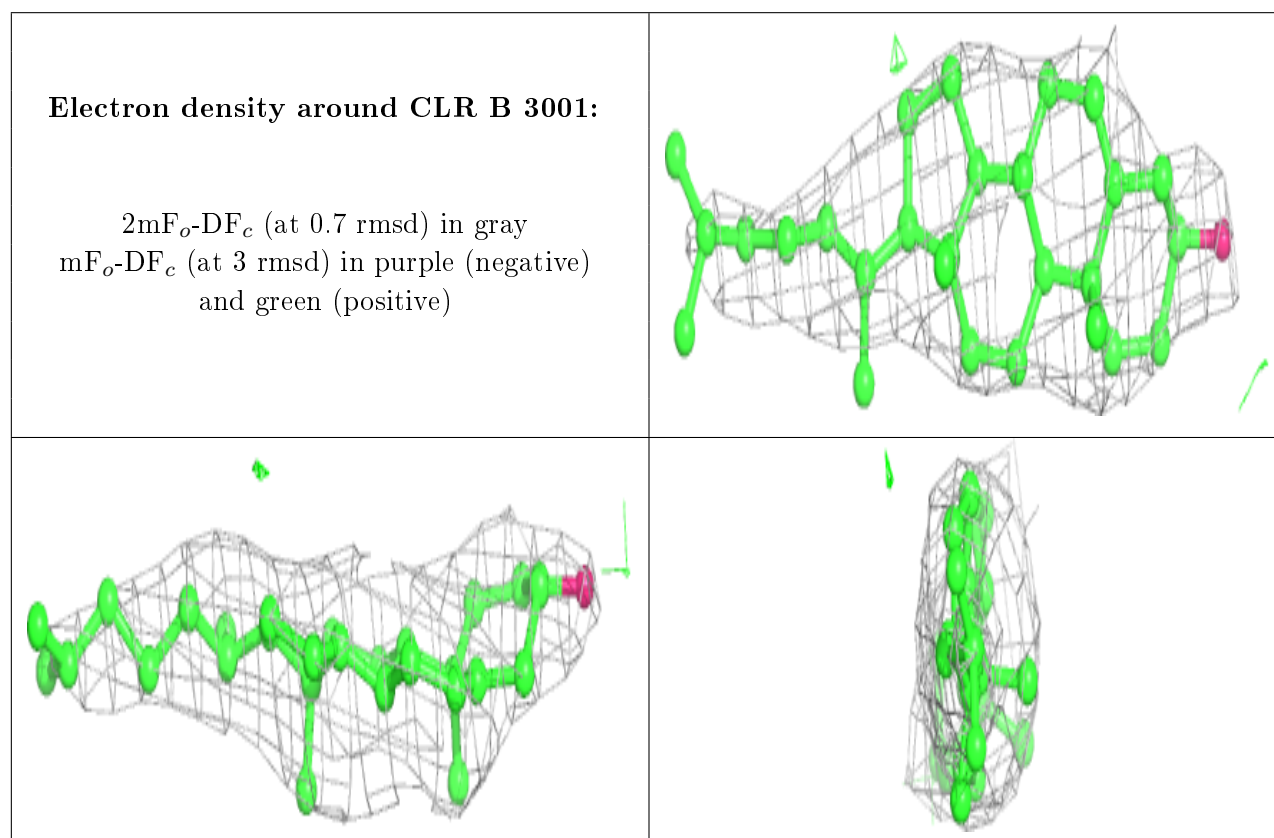 Electron density around CLR B 3001:
2mFₒ-DF𝒸 (at 0.7 rmsd) in gray
mFₒ-DF𝒸 (at 3 rmsd) in purple (negative)
and green (positive)